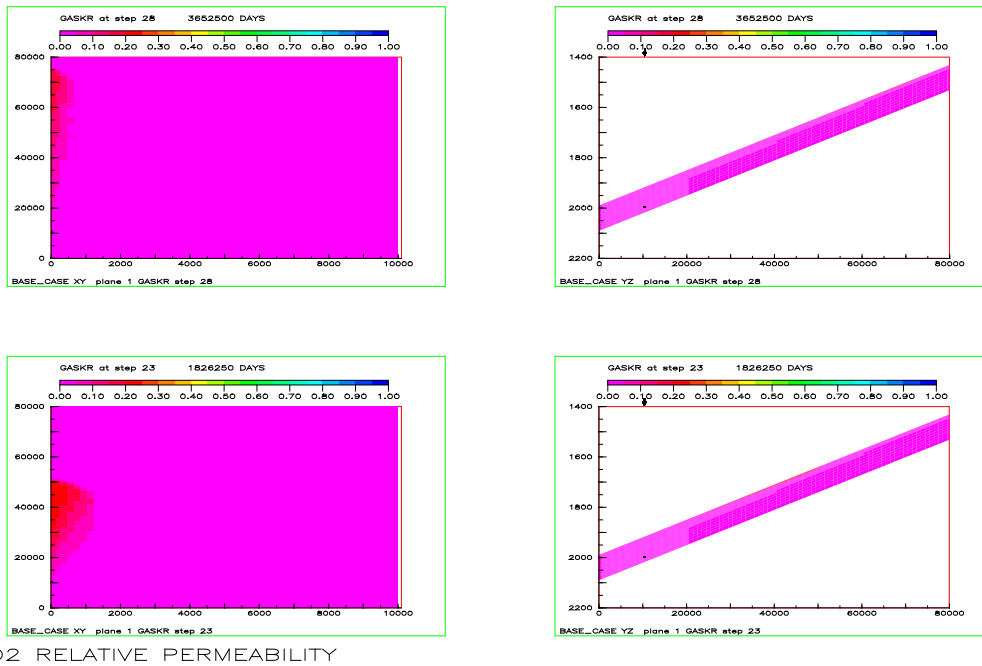 GASKR at step 28 3652500 DAYS
0.00 0.10 0.20 0.30 0.40 0.50 0.60 0.70 0.80 0.90 1.00
80000
60000
40000
20000
0
0 2000 4000 6000 8000 10000
BASE_CASE XY plane 1 GASKR step 28
GASKR at step 28 3652500 DAYS
0.00 0.10 0.20 0.30 0.40 0.50 0.60 0.70 0.80 0.90 1.00
1400
1600
1800
2000
2200
0 20000 40000 60000 80000
BASE_CASE YZ plane 1 GASKR step 28
GASKR at step 23 1826250 DAYS
0.00 0.10 0.20 0.30 0.40 0.50 0.60 0.70 0.80 0.90 1.00
80000
60000
40000
20000
0
0 2000 4000 6000 8000 10000
BASE_CASE XY plane 1 GASKR step 23
GASKR at step 23 1826250 DAYS
0.00 0.10 0.20 0.30 0.40 0.50 0.60 0.70 0.80 0.90 1.00
1400
1600
1800
2000
2200
0 20000 40000 60000 80000
BASE_CASE YZ plane 1 GASKR step 23
O2 RELATIVE PERMEABILITY